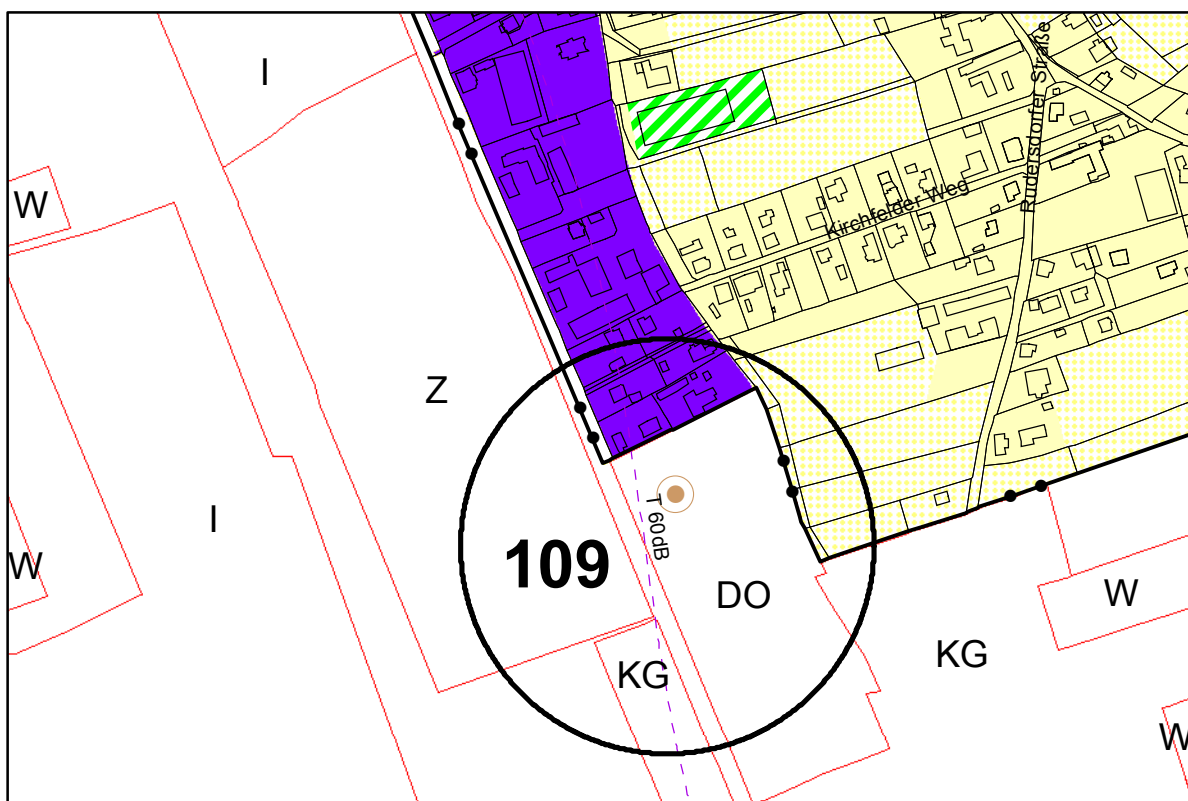 I
W
Rudersdorfer Straße
Kirchfelder Weg
Z
I
T 60dB
109
W
DO
W
KG
KG
W